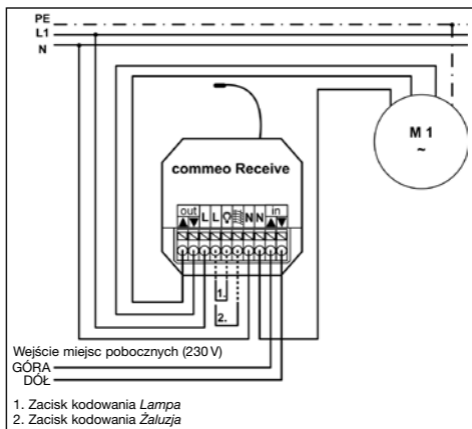 PE
L1
N
M 1
~
commeo Receive
out L L N N in
1.
2.
Wejście miejsc pobocznych (230 V)
GÓRA
DÓŁ
1. Zacisk kodowania Lampa
2. Zacisk kodowania Żaluzja